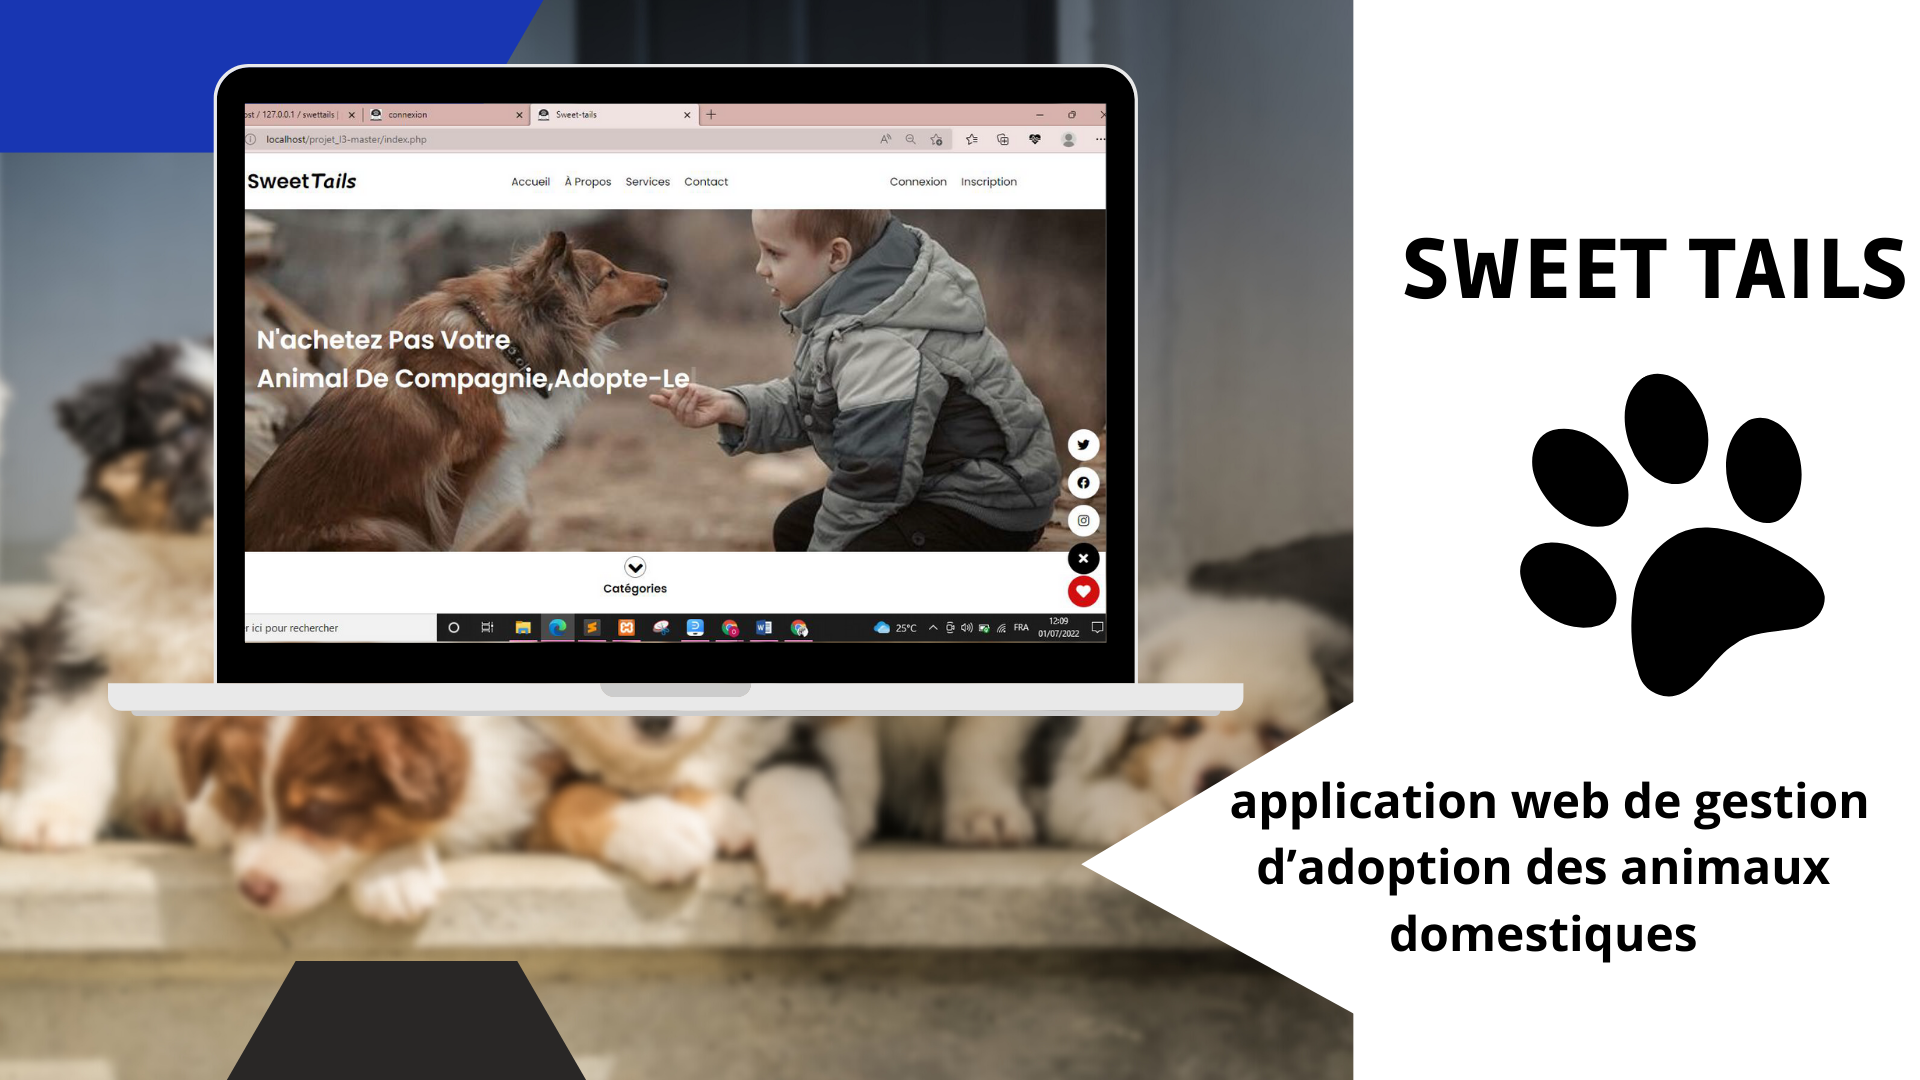 ost / 127.0.0.1 / swettails |
connexion
Sweet-tails
localhost/projet_l3-master/index.php
SweetTails
Accueil À Propos Services Contact
Connexion Inscription
N'achetez Pas Votre
Animal De Compagnie,Adopte-Le
Catégories
r ici pour rechercher
25°C
FRA
12:09
01/07/2022
SWEET TAILS
application web de gestion
d’adoption des animaux
domestiques